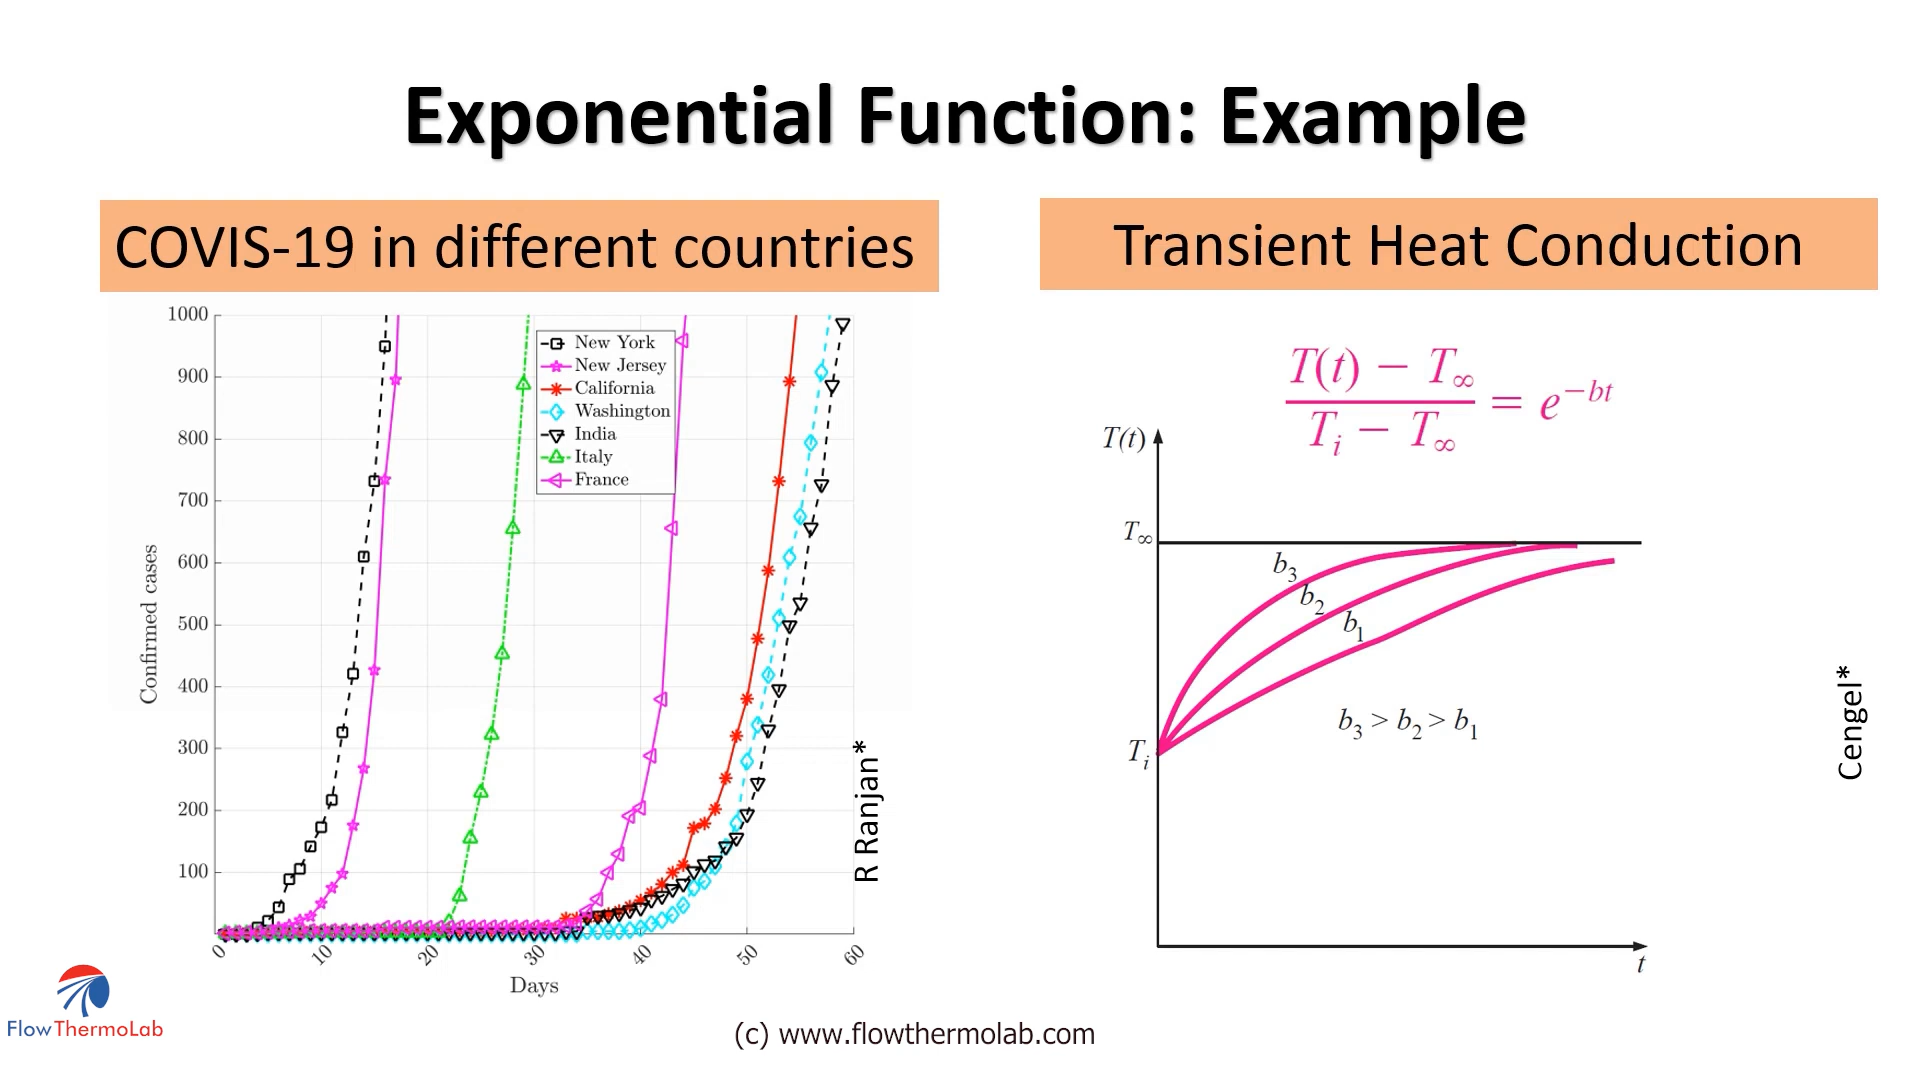 Exponential Function: Example
COVIS-19 in different countries
1000
900
800
700
600
500
400
300
200
100
Confirmed cases
New York
New Jersey
California
Washington
India
Italy
France
0
10
20
30
40
50
60
Days
R Ranjan*
Transient Heat Conduction
T(t) − T∞
Tᵢ − T∞
= e^−bt
T(t)
T∞
b₃
b₂
b₁
b₃ > b₂ > b₁
Tᵢ
t
Cengel*
FlowThermoLab
(c) www.flowthermolab.com